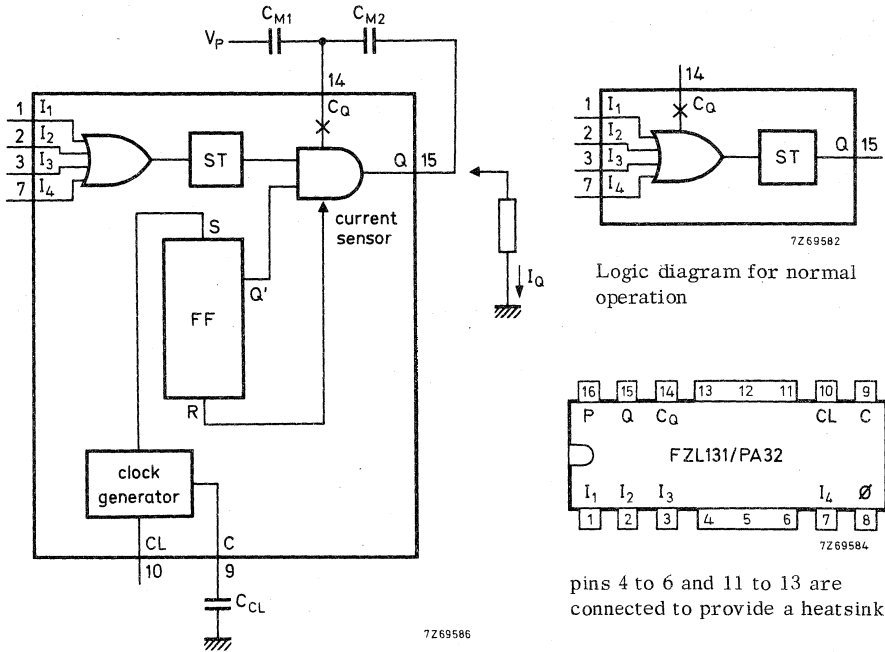 C_M1
C_M2
V_P
14
1 I_1
2 I_2
3 I_3
7 I_4
C_Q
ST
Q 15
current
sensor
I_Q
S
FF
Q'
R
clock
generator
CL
10
C
9
C_CL
7Z69586
14
C_Q
1 I_1
2 I_2
3 I_3
7 I_4
ST
Q 15
7Z69582
Logic diagram for normal
operation
16 15 14 13 12 11 10 9
P Q C_Q CL C
FZL131/PA32
I_1 I_2 I_3 I_4 Ø
1 2 3 4 5 6 7 8
7Z69584
pins 4 to 6 and 11 to 13 are
connected to provide a heatsink